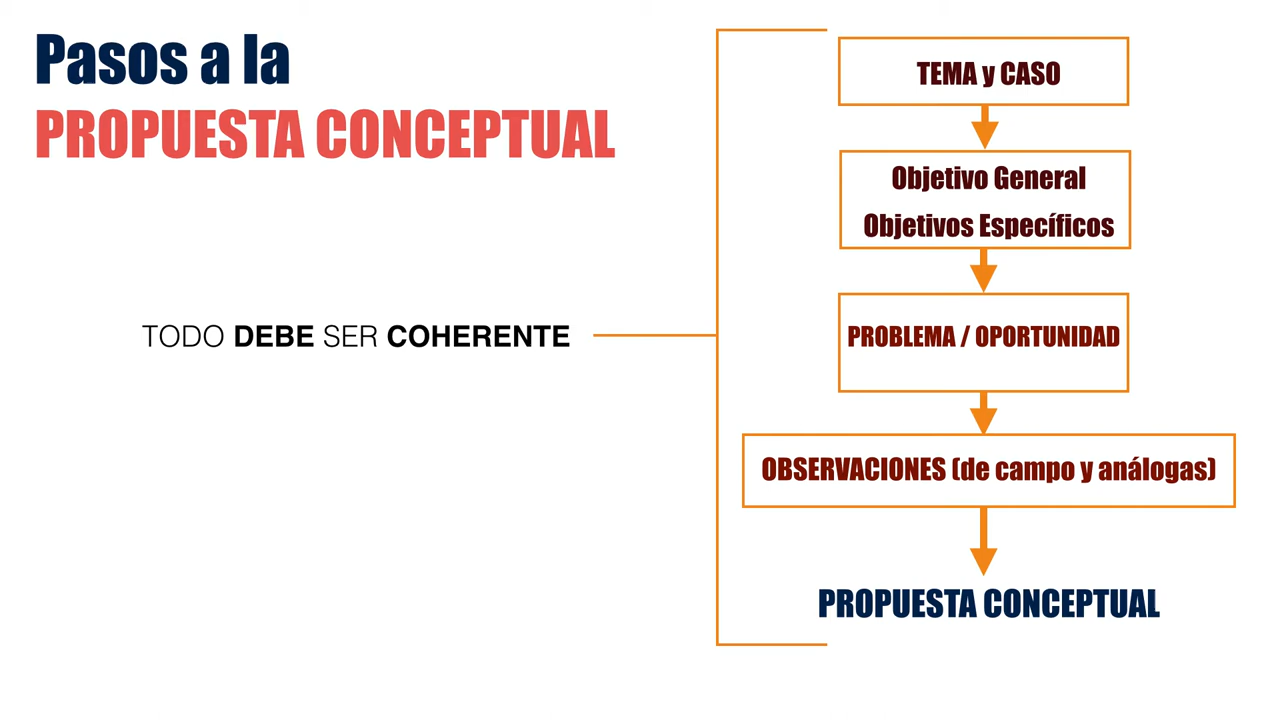 Pasos a la
PROPUESTA CONCEPTUAL
TODO DEBE SER COHERENTE
TEMA y CASO
Objetivo General
Objetivos Específicos
PROBLEMA / OPORTUNIDAD
OBSERVACIONES (de campo y análogas)
PROPUESTA CONCEPTUAL